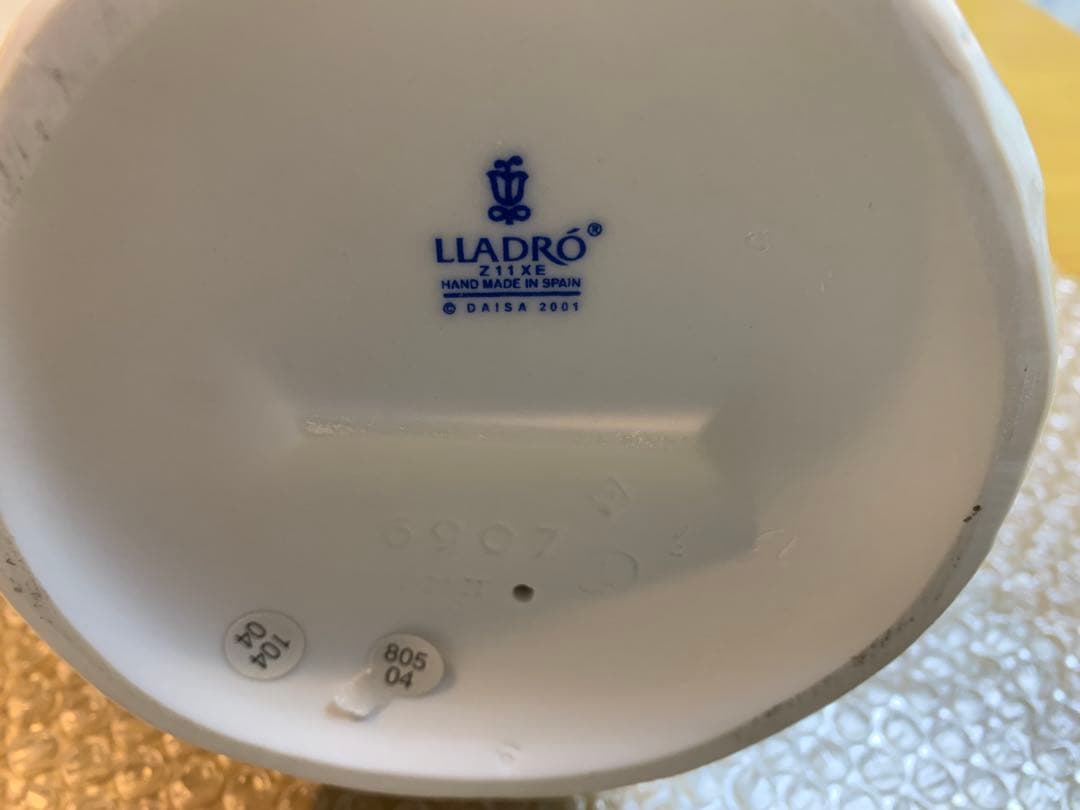 LLADRÓ®
Z11XE
HAND MADE IN SPAIN
© DAISA 2001
104
04
805
04